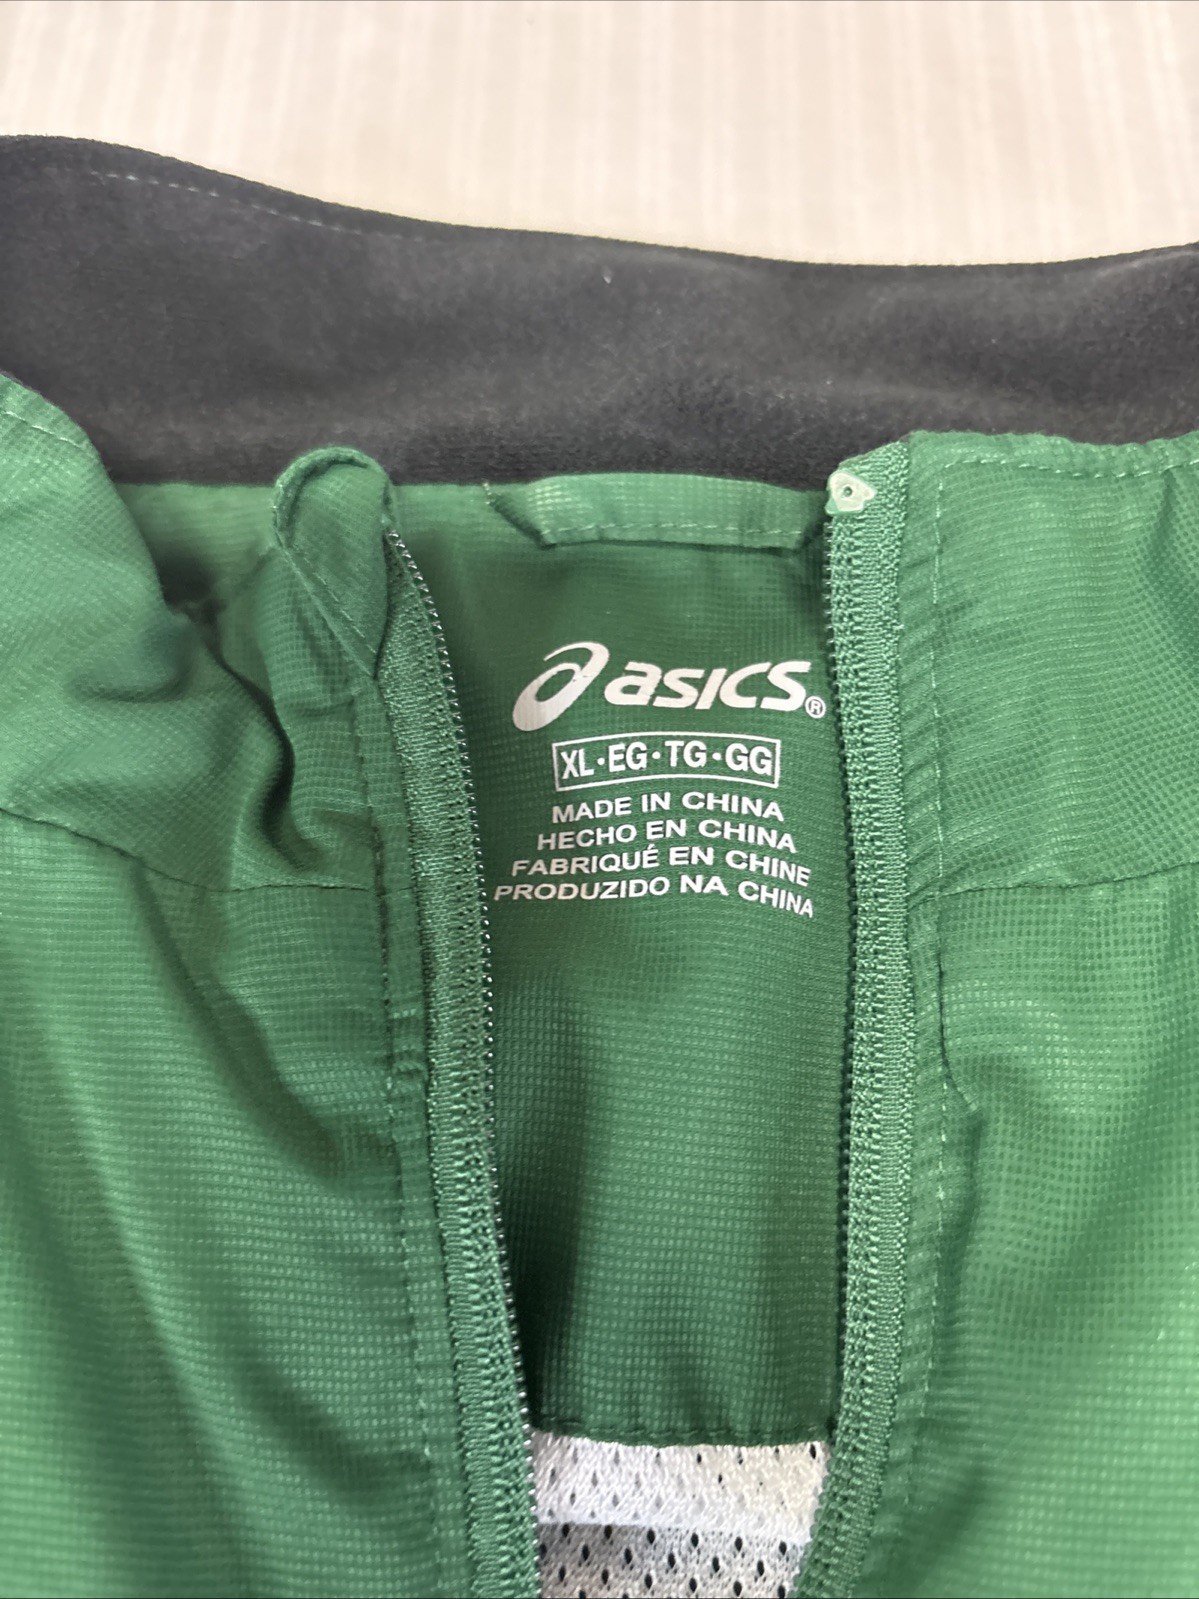 asics®
XL·EG·TG·GG
MADE IN CHINA
HECHO EN CHINA
FABRIQUÉ EN CHINE
PRODUZIDO NA CHINA